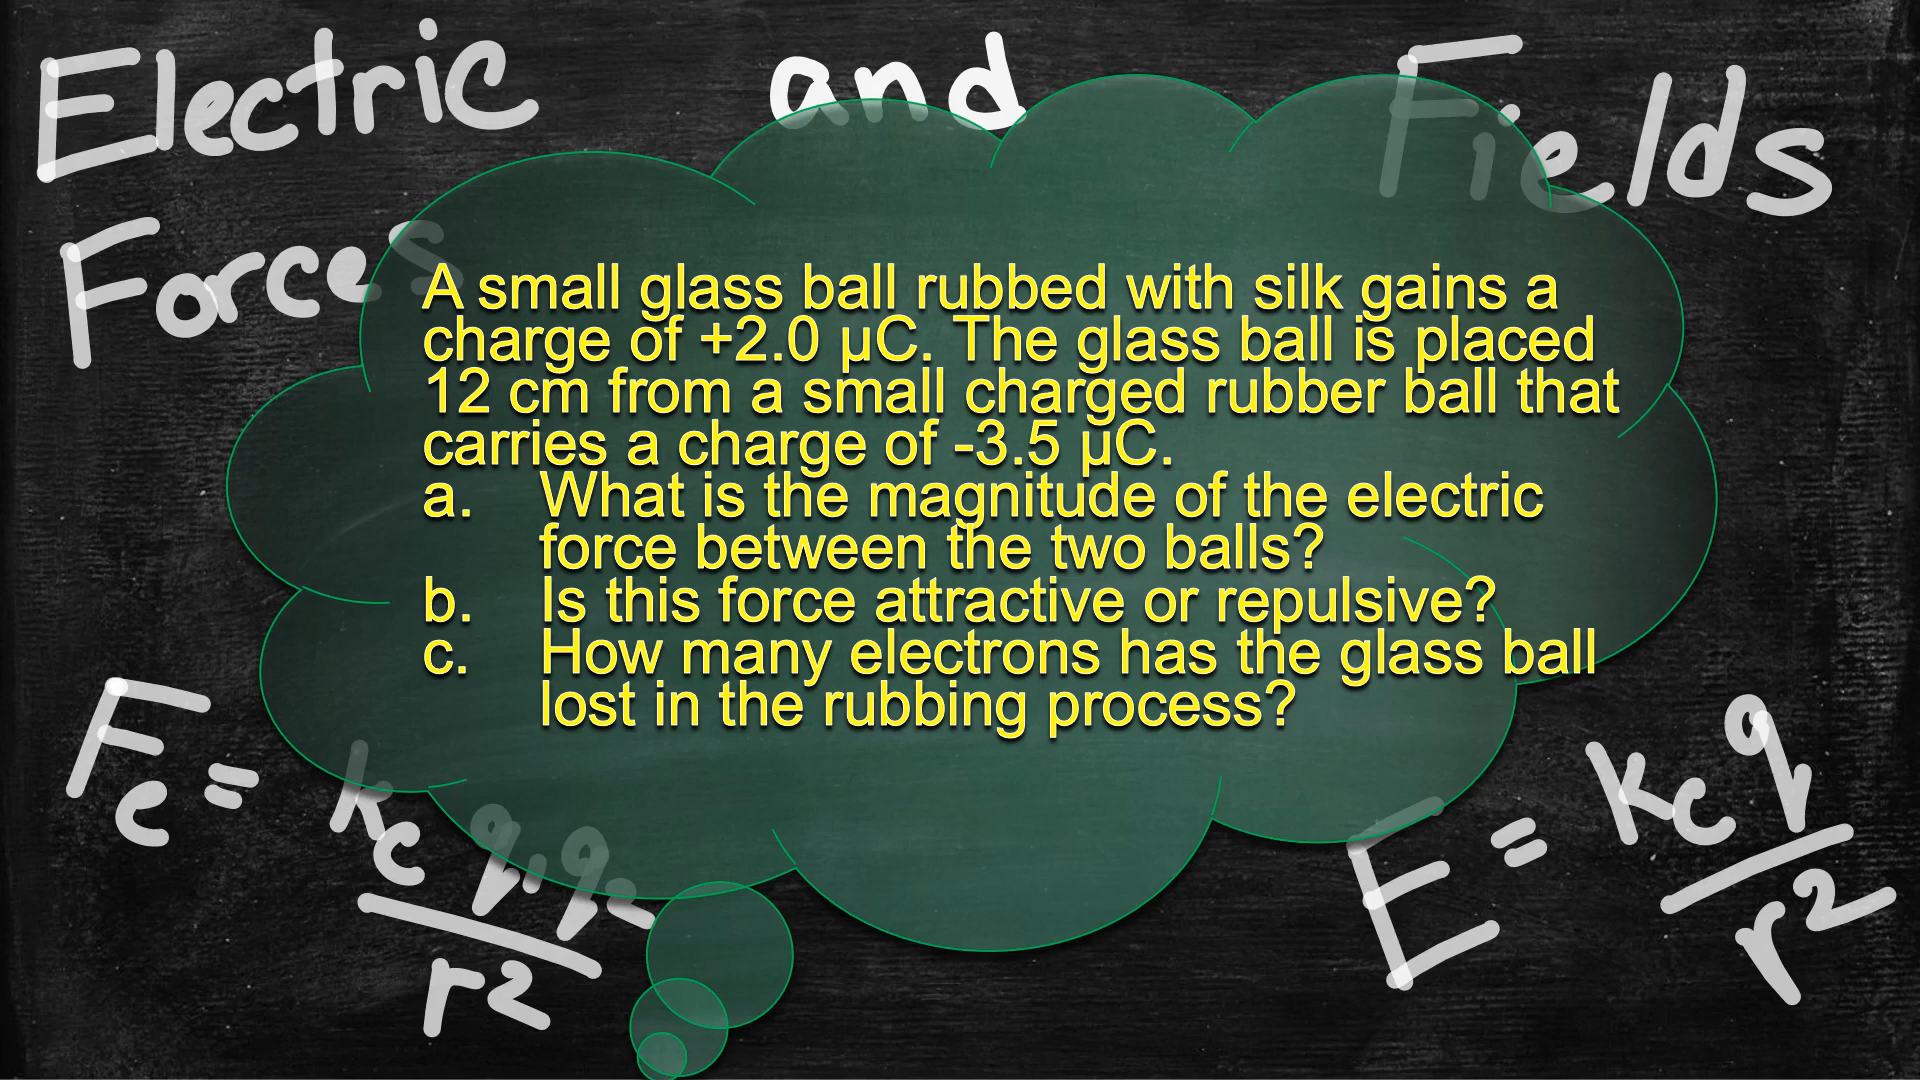 Electric and Fields
Forces
A small glass ball rubbed with silk gains a
charge of +2.0 µC. The glass ball is placed
12 cm from a small charged rubber ball that
carries a charge of -3.5 µC.
a. What is the magnitude of the electric
force between the two balls?
b. Is this force attractive or repulsive?
c. How many electrons has the glass ball
lost in the rubbing process?
Fe = kc q1q2
r2
E = kc q
r2